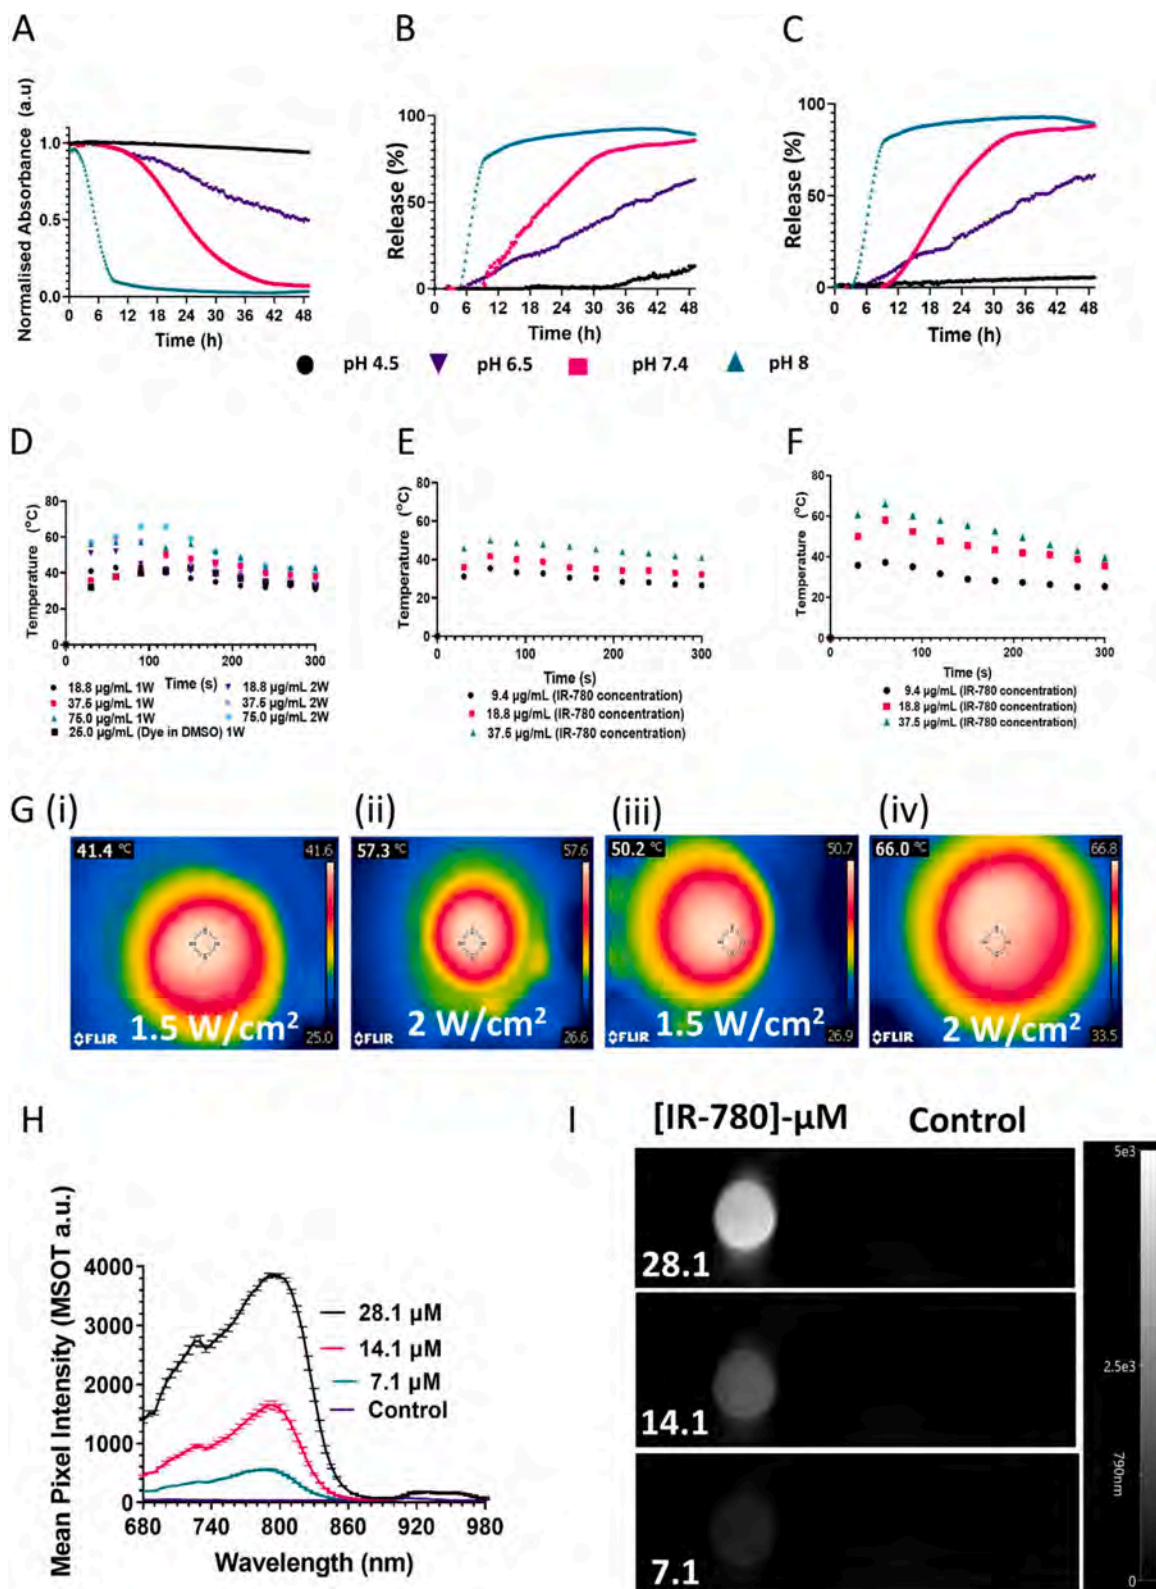 A
B
C
Normalised Absorbance (a.u)
1.0
0.5
0.0
0 6 12 18 24 30 36 42 48
Time (h)
Release (%)
100
50
0
0 6 12 18 24 30 36 42 48
Time (h)
Release (%)
100
50
0
0 6 12 18 24 30 36 42 48
Time (h)
pH 4.5 pH 6.5 pH 7.4 pH 8
D
E
F
Temperature (°C)
80
60
40
20
0
0 100 200 300
Time (s)
18.8 µg/mL 1W
37.5 µg/mL 1W
75.0 µg/mL 1W
25.0 µg/mL (Dye in DMSO) 1W
18.8 µg/mL 2W
37.5 µg/mL 2W
75.0 µg/mL 2W
Temperature (°C)
80
60
40
20
0
0 100 200 300
Time (s)
9.4 µg/mL (IR-780 concentration)
18.8 µg/mL (IR-780 concentration)
37.5 µg/mL (IR-780 concentration)
Temperature (°C)
80
60
40
20
0
0 100 200 300
Time (s)
9.4 µg/mL (IR-780 concentration)
18.8 µg/mL (IR-780 concentration)
37.5 µg/mL (IR-780 concentration)
G (i)
(ii)
(iii)
(iv)
41.4 °C 41.6
FLIR 1.5 W/cm² 25.0
57.3 °C 57.6
FLIR 2 W/cm² 26.6
50.2 °C 50.7
FLIR 1.5 W/cm² 26.9
66.0 °C 66.8
FLIR 2 W/cm² 33.5
H
Mean Pixel Intensity (MSOT a.u.)
4000
3000
2000
1000
0
680 740 800 860 920 980
Wavelength (nm)
28.1 µM
14.1 µM
7.1 µM
Control
I
[IR-780]-µM Control
28.1
14.1
7.1
5e3
2.5e3
790nm
0